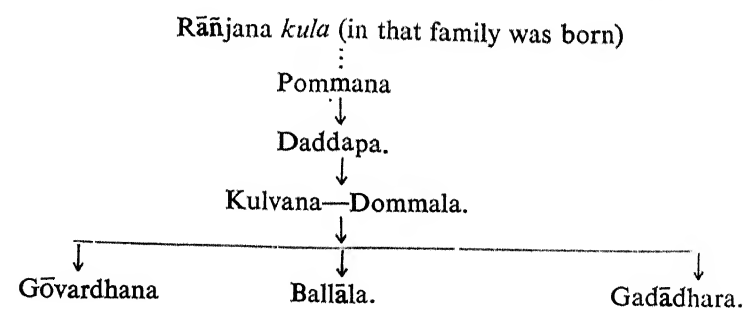 Rāñjana kula (in that family was born)
Pommana
Daddapa.
Kulvana—Dommala.
Gōvardhana Ballāla. Gadādhara.